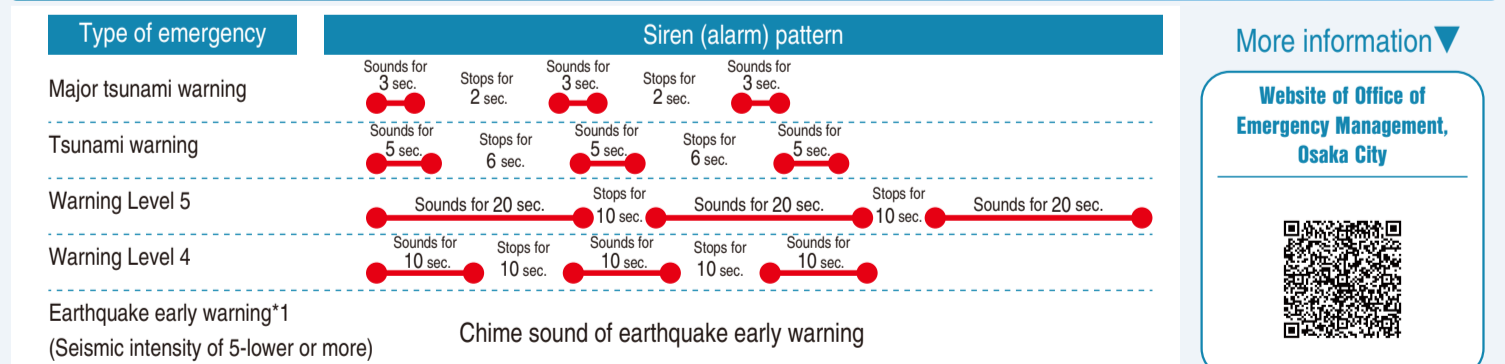 Type of emergency
Siren (alarm) pattern
Major tsunami warning
Sounds for
3 sec.
Stops for
2 sec.
Sounds for
3 sec.
Stops for
2 sec.
Sounds for
3 sec.
Tsunami warning
Sounds for
5 sec.
Stops for
6 sec.
Sounds for
5 sec.
Stops for
6 sec.
Sounds for
5 sec.
Warning Level 5
Sounds for 20 sec.
Stops for
10 sec.
Sounds for 20 sec.
Stops for
10 sec.
Sounds for 20 sec.
Warning Level 4
Sounds for
10 sec.
Stops for
10 sec.
Sounds for
10 sec.
Stops for
10 sec.
Sounds for
10 sec.
Earthquake early warning*1
(Seismic intensity of 5-lower or more)
Chime sound of earthquake early warning
More information▼
Website of Office of
Emergency Management,
Osaka City